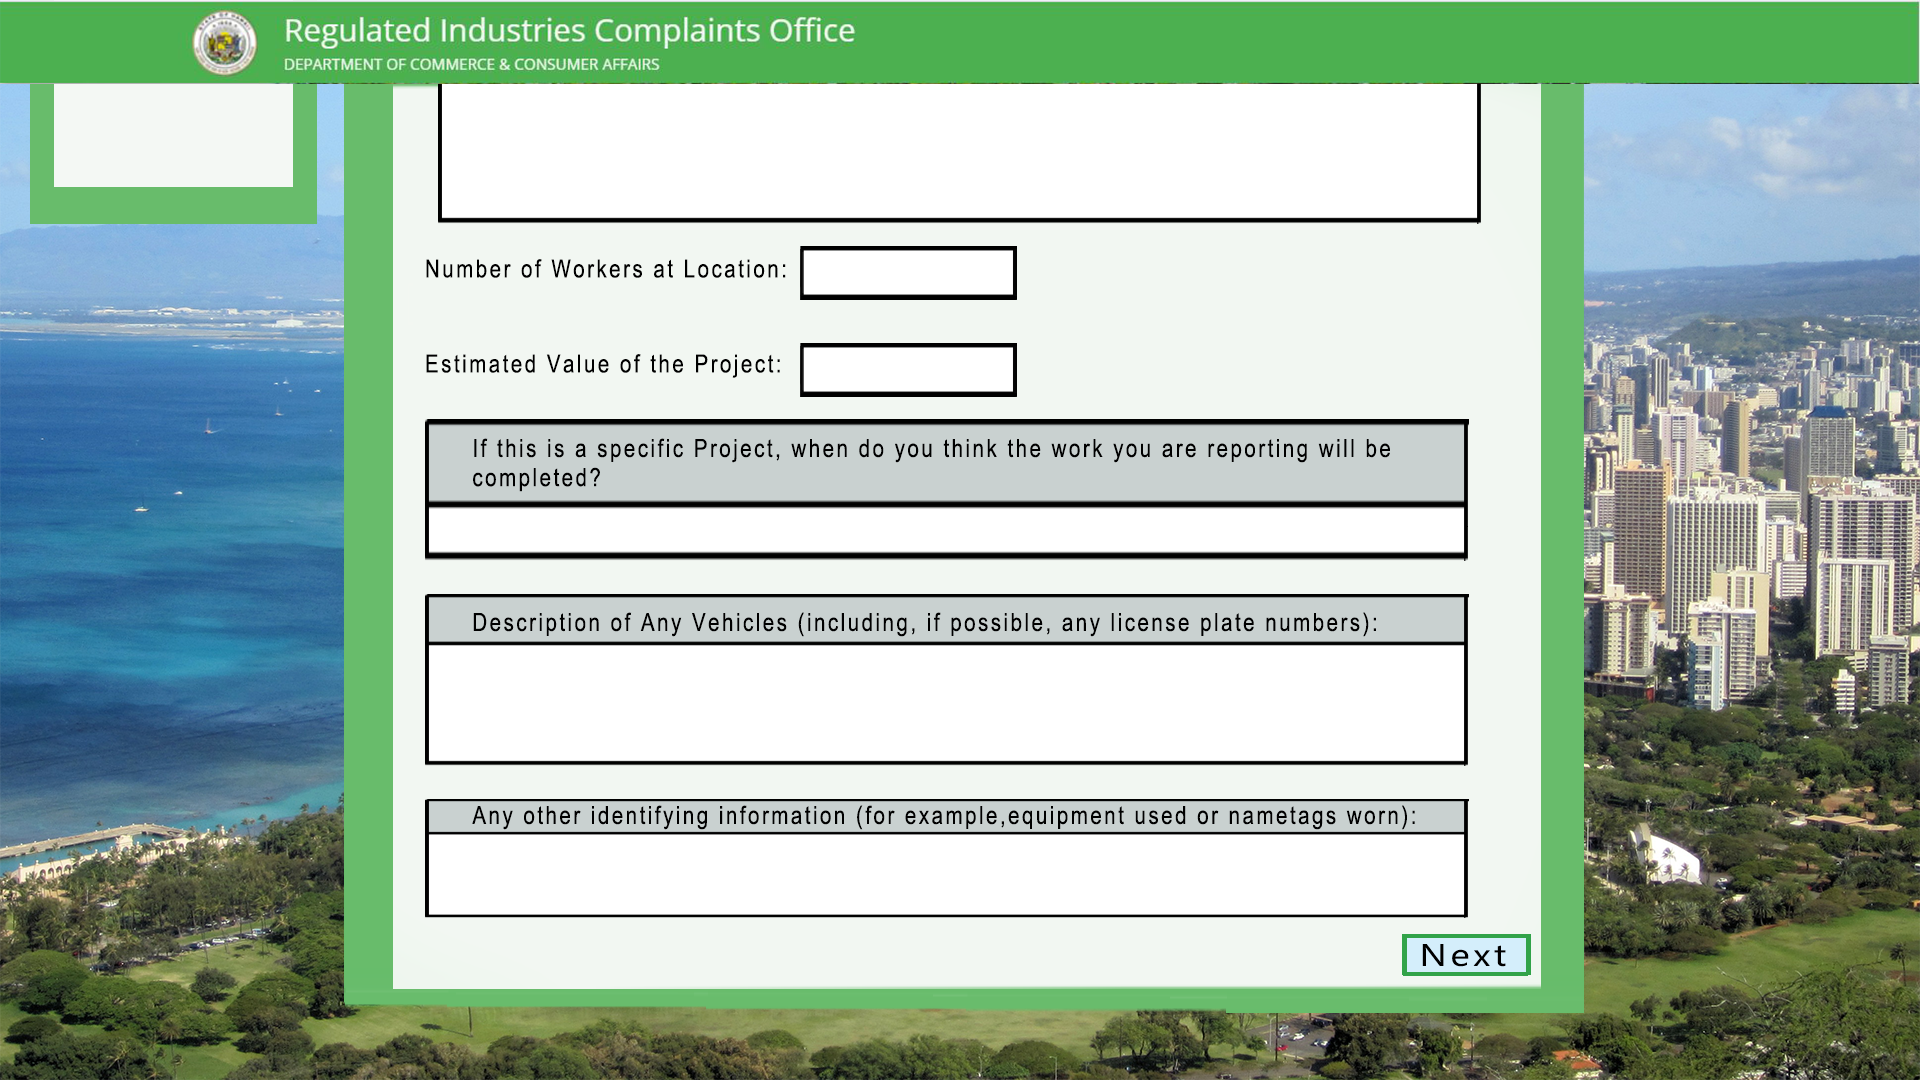 Regulated Industries Complaints Office
DEPARTMENT OF COMMERCE & CONSUMER AFFAIRS
Number of Workers at Location:
Estimated Value of the Project:
If this is a specific Project, when do you think the work you are reporting will be
completed?
Description of Any Vehicles (including, if possible, any license plate numbers):
Any other identifying information (for example,equipment used or nametags worn):
Next